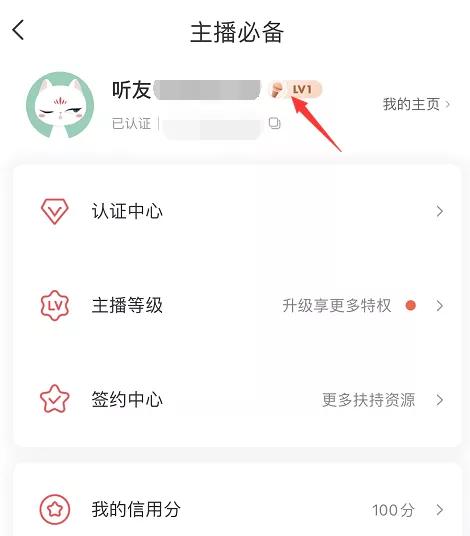 主播必备
听友
LV1
我的主页
已认证
认证中心
LV
主播等级
升级享更多特权
签约中心
更多扶持资源
我的信用分
100分